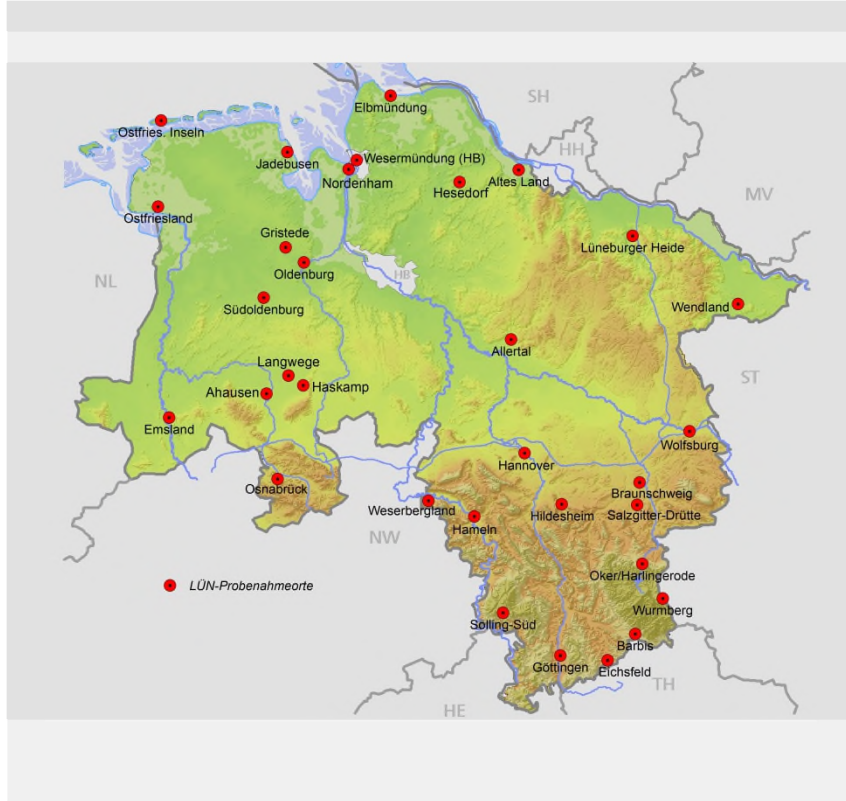 SH
Elbmündung
Ostfries. Inseln
HH
Jadebusen
Wesermündung (HB)
Nordenham
Hesedorf
Altes Land
MV
Ostfriesland
Gristede
Lüneburger Heide
Oldenburg
HB
NL
Südoldenburg
Wendland
Allertal
Langwege
Haskamp
Ahausen
ST
Emsland
Wolfsburg
Hannover
Osnabrück
Braunschweig
Weserbergland
Hildesheim
Salzgitter-Drütte
Hameln
NW
Oker/Harlingerode
LÜN-Probenahmeorte
Wurmberg
Solling-Süd
Barbis
Göttingen
Eichsfeld
TH
HE